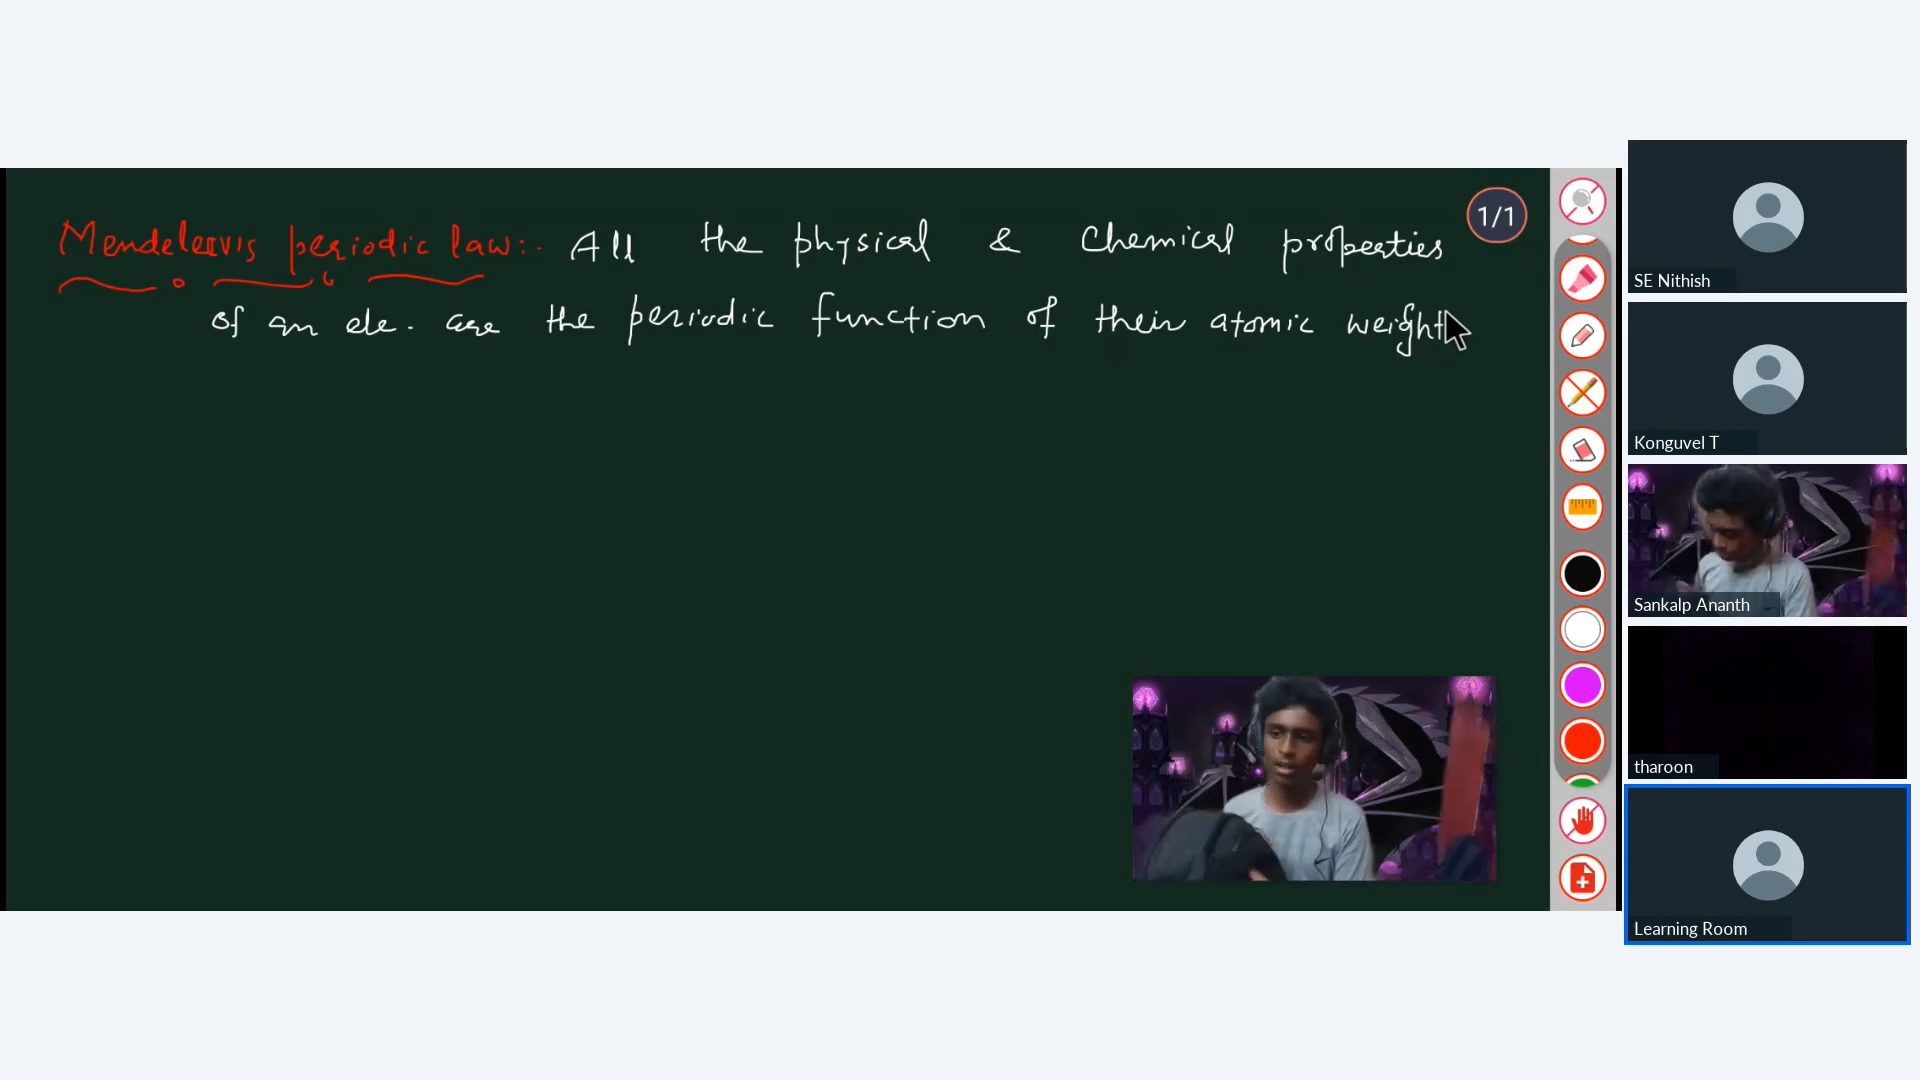 Mendeleevis periodic law:- All the physical & Chemical properties
of an ele. are the periodic function of their atomic weight
1/1
SE Nithish
Konguvel T
Sankalp Ananth
tharoon
Learning Room